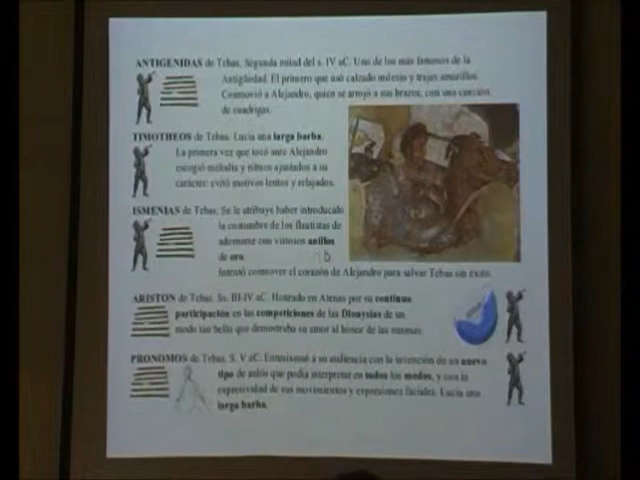 ANTIGENIDAS de Tebas. Segunda mitad del s. IV aC. Uno de los más famosos de la
Antigüedad. El primero que usó calzado milesio y trajes amarillos.
Conmovió a Alejandro, quien se arrojó a sus brazos, con una canción
de cuadrigas.
TIMOTHEOS de Tebas. Lucía una larga barba.
La primera vez que tocó ante Alejandro
escogió melodía y ritmos ajustados a su
carácter: evitó motivos lentos y relajados.
ISMENIAS de Tebas. Se le atribuye haber introducido
la costumbre de los flautistas de
adornarse con vistosos anillos
de oro.
Intentó conmover el corazón de Alejandro para salvar Tebas sin éxito.
ARISTON de Tebas. Ss. III-IV aC. Honrado en Atenas por su continua
participación en las competiciones de las Dionysias de un
modo tan bello que demostraba su amor al honor de las mismas.
PRONOMOS de Tebas. S. V aC. Entusiasmó a su audiencia con la invención de un nuevo
tipo de aulós que podía interpretar en todos los modos, y con la
expresividad de sus movimientos y expresiones faciales. Lucía una
larga barba.